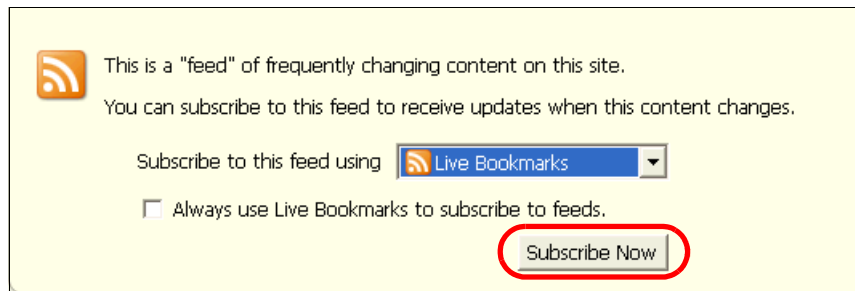 This is a "feed" of frequently changing content on this site.
You can subscribe to this feed to receive updates when this content changes.
Subscribe to this feed using Live Bookmarks
Always use Live Bookmarks to subscribe to feeds.
Subscribe Now